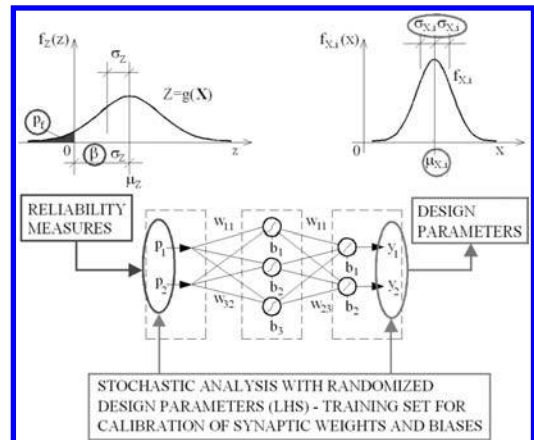 f_Z(z)
σ_Z
Z=g(X)
p_f
0
β σ_Z
z
μ_Z
f_X,i(x)
σ_X,i σ_X,i
f_X,i
0
x
μ_X,i
RELIABILITY
MEASURES
DESIGN
PARAMETERS
w_11
w_11
p_1
b_1
b_1
y_1
p_2
b_2
b_2
y_2
w_32
w_23
b_3
STOCHASTIC ANALYSIS WITH RANDOMIZED
DESIGN PARAMETERS (LHS) - TRAINING SET FOR
CALIBRATION OF SYNAPTIC WEIGHTS AND BIASES